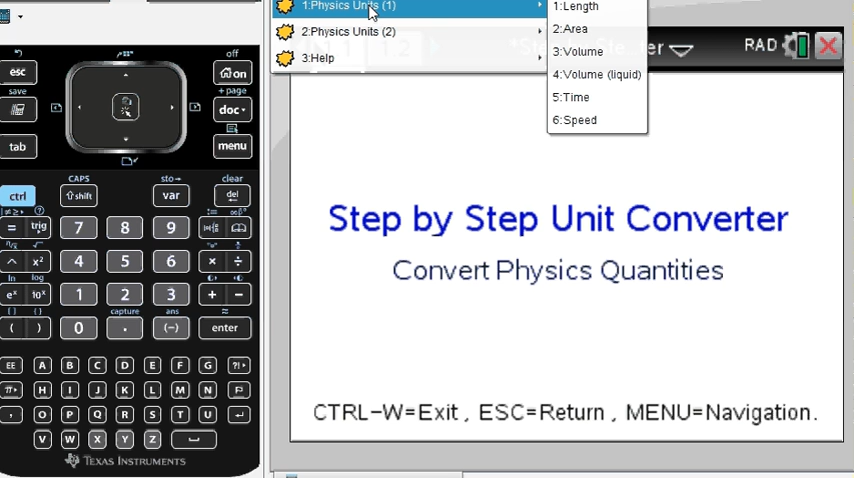 1:Physics Units (1)
2:Physics Units (2)
3:Help
1:Length
2:Area
3:Volume
4:Volume (liquid)
5:Time
6:Speed
RAD
Step by Step Unit Converter
Convert Physics Quantities
CTRL-W=Exit , ESC=Return , MENU=Navigation.
off
esc
on
save
+ page
doc
tab
menu
CAPS
sto→
clear
ctrl
shift
var
del
= trig 7 8 9
^ x² 4 5 6 × ÷
ln log
eˣ 10ˣ 1 2 3 + −
{ } capture ans
( ) 0 . (−) enter
EE A B C D E F G ?!
π H I J K L M N
, O P Q R S T U
V W X Y Z
TEXAS INSTRUMENTS